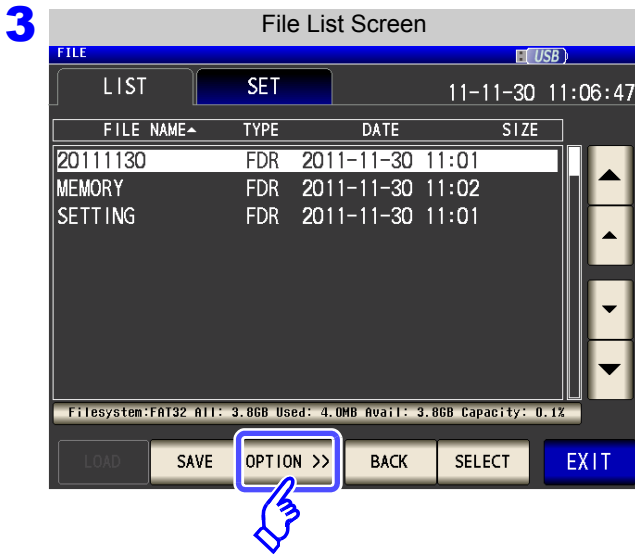 3
File List Screen
FILE USB
LIST SET 11-11-30 11:06:47
FILE NAME▲ TYPE DATE SIZE
20111130 FDR 2011-11-30 11:01
MEMORY FDR 2011-11-30 11:02
SETTING FDR 2011-11-30 11:01
Filesystem:FAT32 All: 3.8GB Used: 4.0MB Avail: 3.8GB Capacity: 0.1%
LOAD SAVE OPTION >> BACK SELECT EXIT